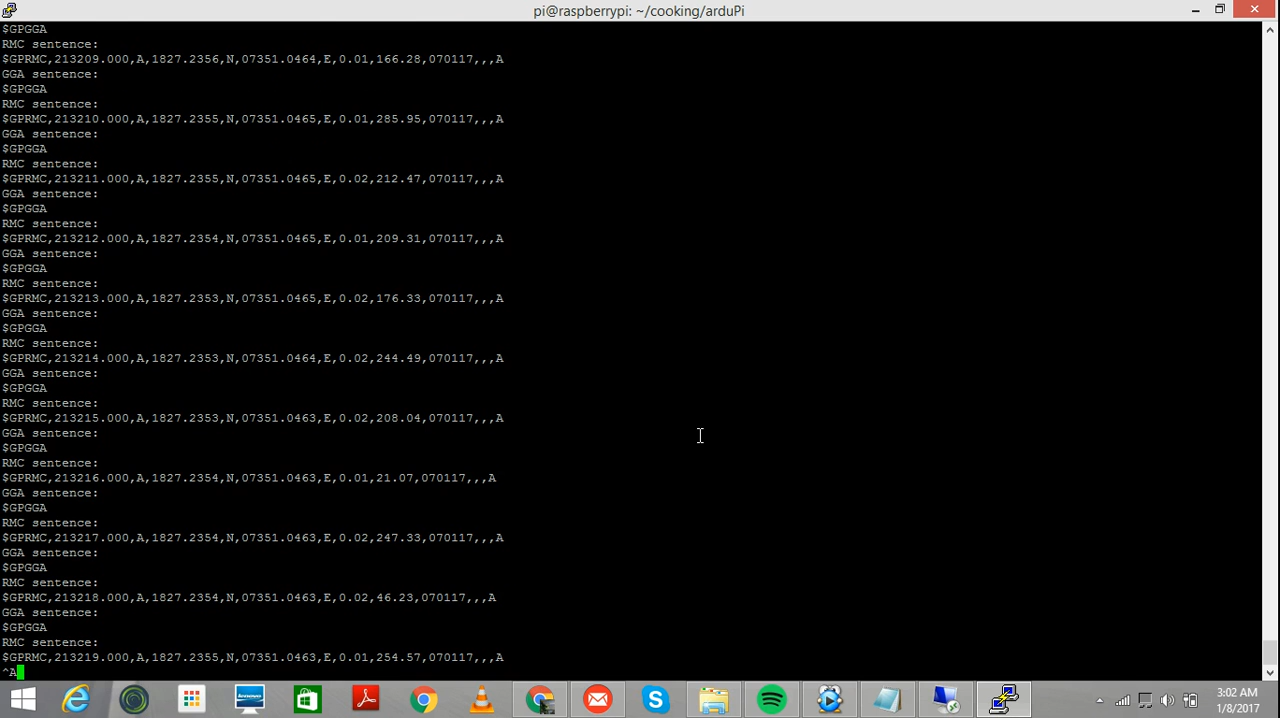 pi@raspberrypi: ~/cooking/arduPi
$GPGGA
RMC sentence:
$GPRMC,213209.000,A,1827.2356,N,07351.0464,E,0.01,166.28,070117,,,A
GGA sentence:
$GPGGA
RMC sentence:
$GPRMC,213210.000,A,1827.2355,N,07351.0465,E,0.01,285.95,070117,,,A
GGA sentence:
$GPGGA
RMC sentence:
$GPRMC,213211.000,A,1827.2355,N,07351.0465,E,0.02,212.47,070117,,,A
GGA sentence:
$GPGGA
RMC sentence:
$GPRMC,213212.000,A,1827.2354,N,07351.0465,E,0.01,209.31,070117,,,A
GGA sentence:
$GPGGA
RMC sentence:
$GPRMC,213213.000,A,1827.2353,N,07351.0465,E,0.02,176.33,070117,,,A
GGA sentence:
$GPGGA
RMC sentence:
$GPRMC,213214.000,A,1827.2353,N,07351.0464,E,0.02,244.49,070117,,,A
GGA sentence:
$GPGGA
RMC sentence:
$GPRMC,213215.000,A,1827.2353,N,07351.0463,E,0.02,208.04,070117,,,A
GGA sentence:
$GPGGA
RMC sentence:
$GPRMC,213216.000,A,1827.2354,N,07351.0463,E,0.01,21.07,070117,,,A
GGA sentence:
$GPGGA
RMC sentence:
$GPRMC,213217.000,A,1827.2354,N,07351.0463,E,0.02,247.33,070117,,,A
GGA sentence:
$GPGGA
RMC sentence:
$GPRMC,213218.000,A,1827.2354,N,07351.0463,E,0.02,46.23,070117,,,A
GGA sentence:
$GPGGA
RMC sentence:
$GPRMC,213219.000,A,1827.2355,N,07351.0463,E,0.01,254.57,070117,,,A
^A
lenovo
3:02 AM
1/8/2017